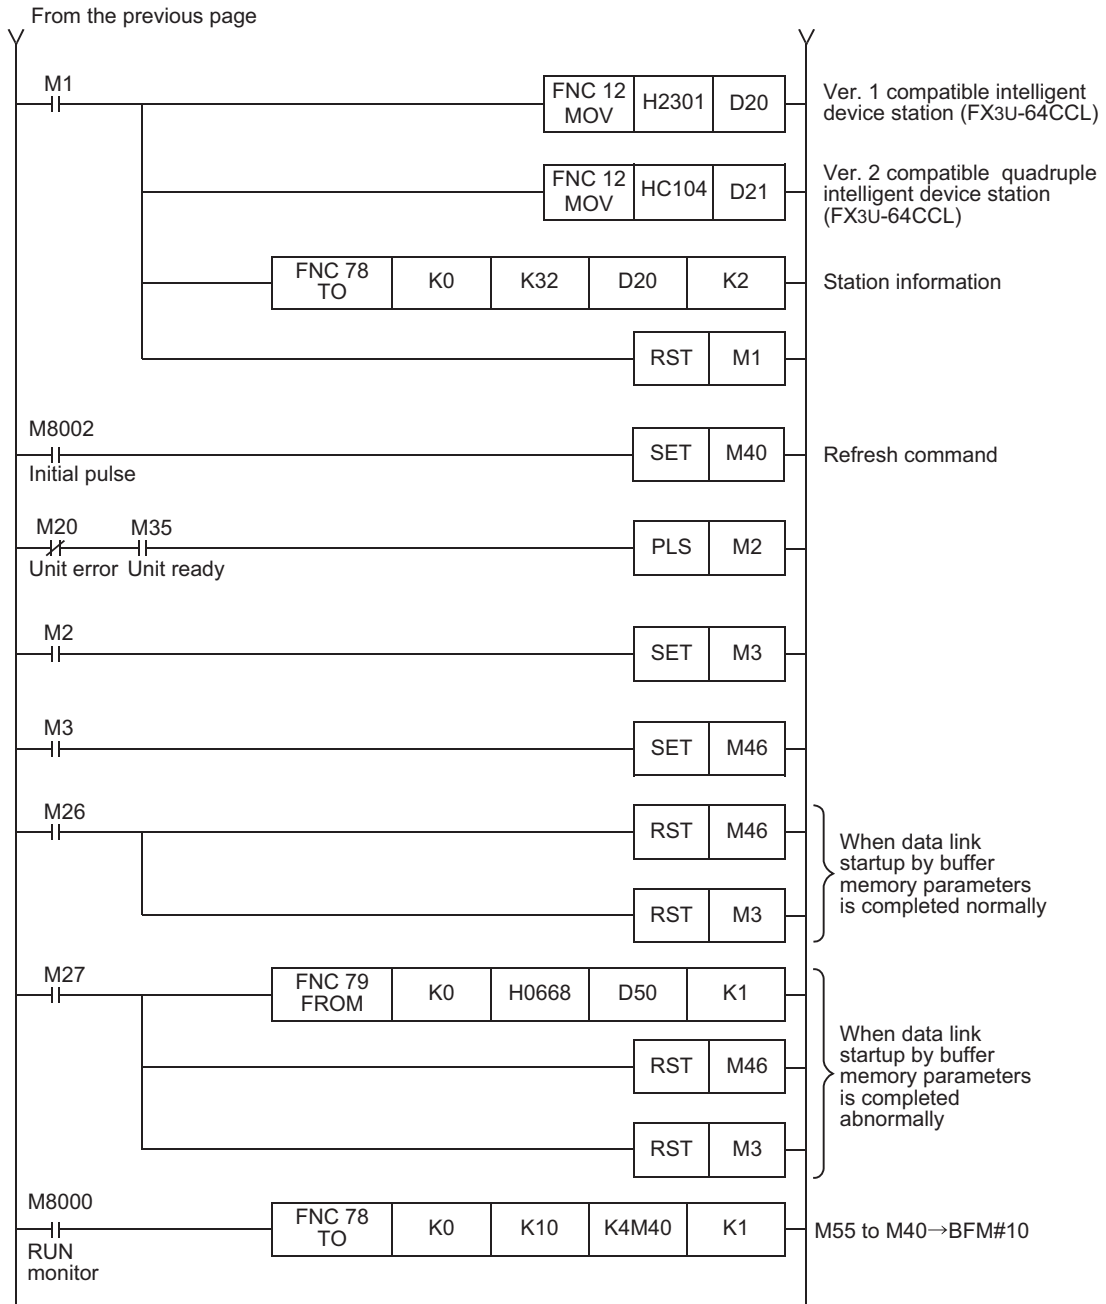 From the previous page
M1
FNC 12
MOV
H2301
D20
Ver. 1 compatible intelligent
device station (FX3U-64CCL)
FNC 12
MOV
HC104
D21
Ver. 2 compatible quadruple
intelligent device station
(FX3U-64CCL)
FNC 78
TO
K0
K32
D20
K2
Station information
RST
M1
M8002
Initial pulse
SET
M40
Refresh command
M20
Unit error
M35
Unit ready
PLS
M2
M2
SET
M3
M3
SET
M46
M26
RST
M46
RST
M3
When data link
startup by buffer
memory parameters
is completed normally
M27
FNC 79
FROM
K0
H0668
D50
K1
RST
M46
RST
M3
When data link
startup by buffer
memory parameters
is completed
abnormally
M8000
RUN
monitor
FNC 78
TO
K0
K10
K4M40
K1
M55 to M40→BFM#10